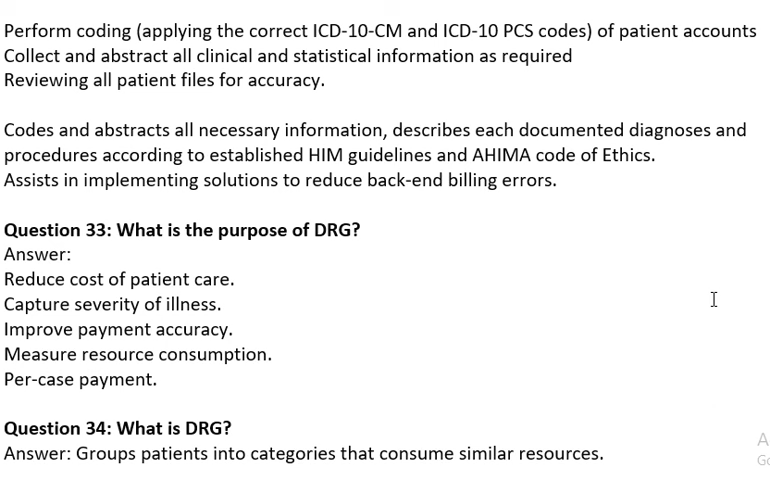 Perform coding (applying the correct ICD-10-CM and ICD-10 PCS codes) of patient accounts
Collect and abstract all clinical and statistical information as required
Reviewing all patient files for accuracy.
Codes and abstracts all necessary information, describes each documented diagnoses and
procedures according to established HIM guidelines and AHIMA code of Ethics.
Assists in implementing solutions to reduce back-end billing errors.
Question 33: What is the purpose of DRG?
Answer:
Reduce cost of patient care.
Capture severity of illness.
Improve payment accuracy.
Measure resource consumption.
Per-case payment.
Question 34: What is DRG?
Answer: Groups patients into categories that consume similar resources.